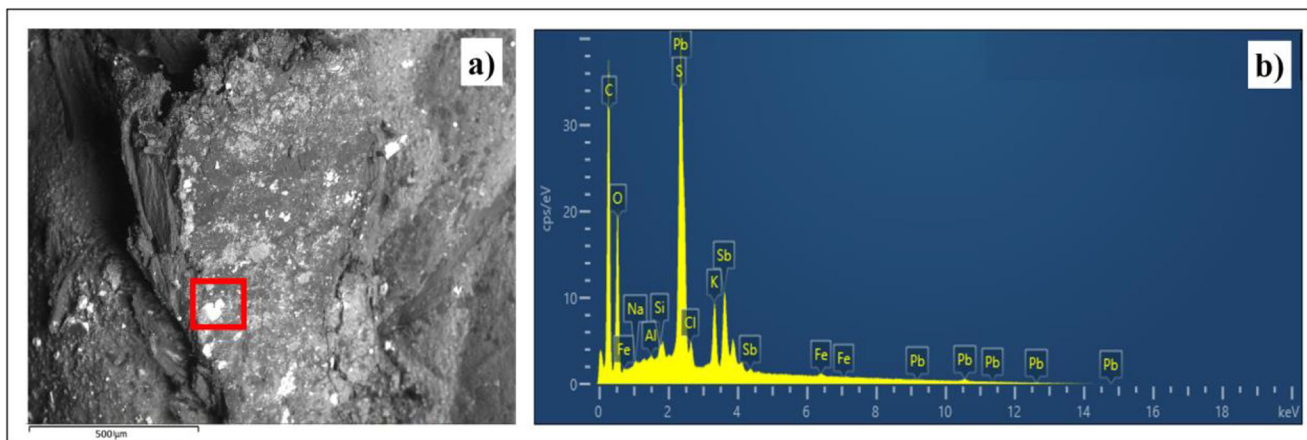 a)
500µm
b)
cps/eV
30
20
10
0
C
O
Fe
Na
Al
Si
Pb
S
Cl
K
Sb
Sb
Fe
Fe
Pb
Pb
Pb
Pb
Pb
0 2 4 6 8 10 12 14 16 18 keV